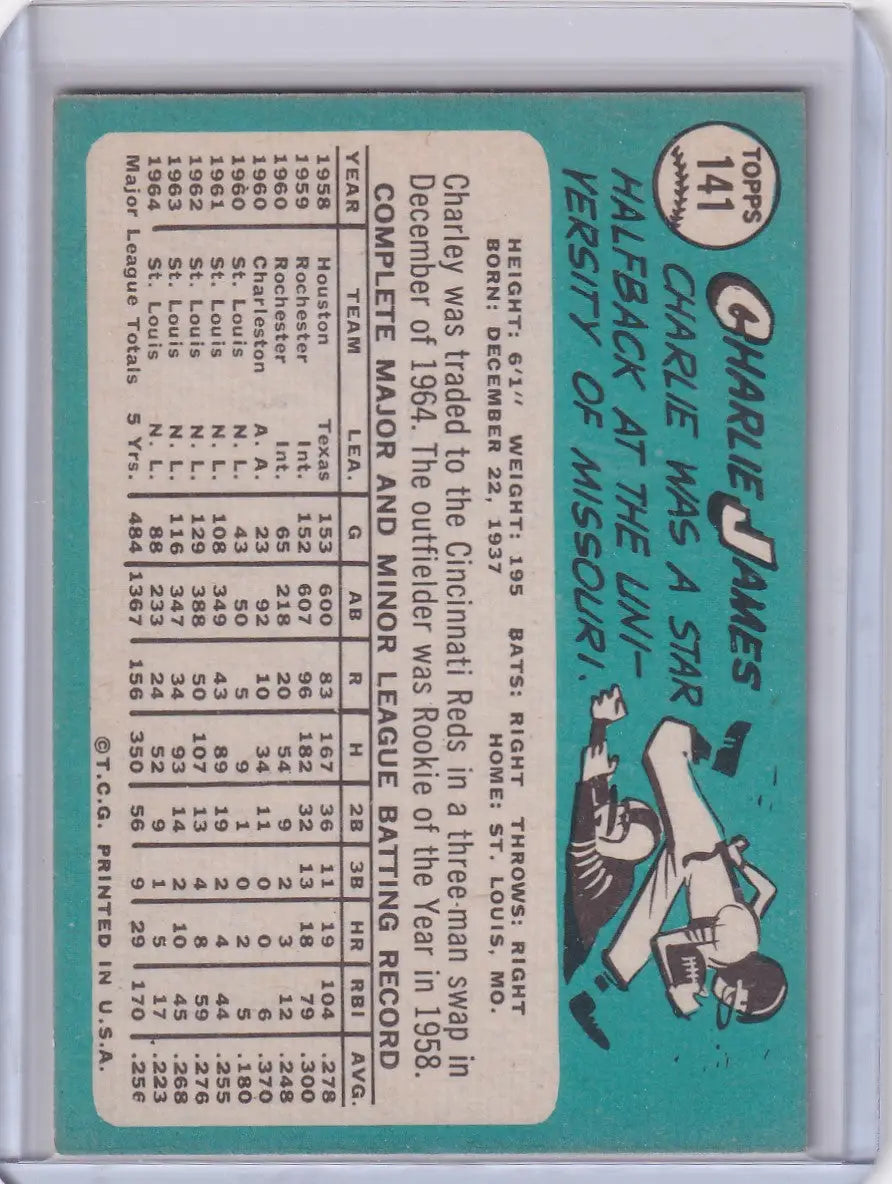 TOPPS
141
CHARLIE JAMES
CHARLIE WAS A STAR
HALFBACK AT THE UNI-
VERSITY OF MISSOURI.
HEIGHT: 6'1" WEIGHT: 195 BATS: RIGHT THROWS: RIGHT
BORN: DECEMBER 22, 1937 HOME: ST. LOUIS, MO.
Charley was traded to the Cincinnati Reds in a three-man swap in
December of 1964. The outfielder was Rookie of the Year in 1958.
COMPLETE MAJOR AND MINOR LEAGUE BATTING RECORD
YEAR TEAM LEA. G AB R H 2B 3B HR RBI AVG.
1958 Houston Texas 153 600 83 167 36 11 19 104 .278
1959 Rochester Int. 152 607 96 182 32 13 18 79 .300
1960 Rochester Int. 65 218 20 54 9 2 3 12 .248
1960 Charleston A. A. 23 92 10 34 11 0 0 6 .370
1960 St. Louis N. L. 43 50 5 9 1 0 2 5 .180
1961 St. Louis N. L. 108 349 43 89 19 2 4 44 .255
1962 St. Louis N. L. 129 388 50 107 13 4 8 59 .276
1963 St. Louis N. L. 116 347 34 93 14 2 10 45 .268
1964 St. Louis N. L. 88 233 24 52 9 1 5 17 .223
Major League Totals 5 Yrs. 484 1367 156 350 56 9 29 170 .256
©T.C.G. PRINTED IN U.S.A.